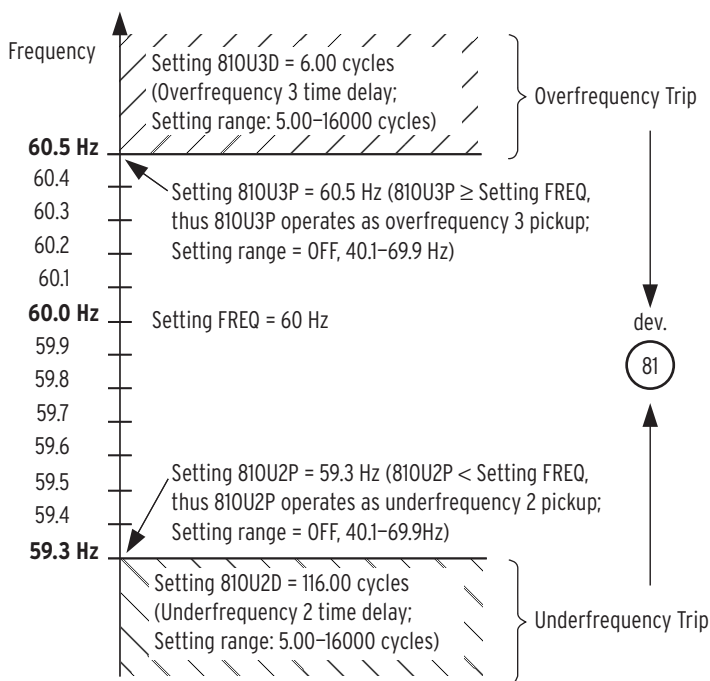 Frequency
Setting 81OU3D = 6.00 cycles
(Overfrequency 3 time delay;
Setting range: 5.00–16000 cycles)
Overfrequency Trip
60.5 Hz
60.4
60.3
60.2
60.1
Setting 81OU3P = 60.5 Hz (81OU3P ≥ Setting FREQ,
thus 81OU3P operates as overfrequency 3 pickup;
Setting range = OFF, 40.1–69.9 Hz)
60.0 Hz
Setting FREQ = 60 Hz
dev.
81
59.9
59.8
59.7
59.6
59.5
59.4
Setting 81OU2P = 59.3 Hz (81OU2P < Setting FREQ,
thus 81OU2P operates as underfrequency 2 pickup;
Setting range = OFF, 40.1–69.9Hz)
59.3 Hz
Setting 81OU2D = 116.00 cycles
(Underfrequency 2 time delay;
Setting range: 5.00–16000 cycles)
Underfrequency Trip